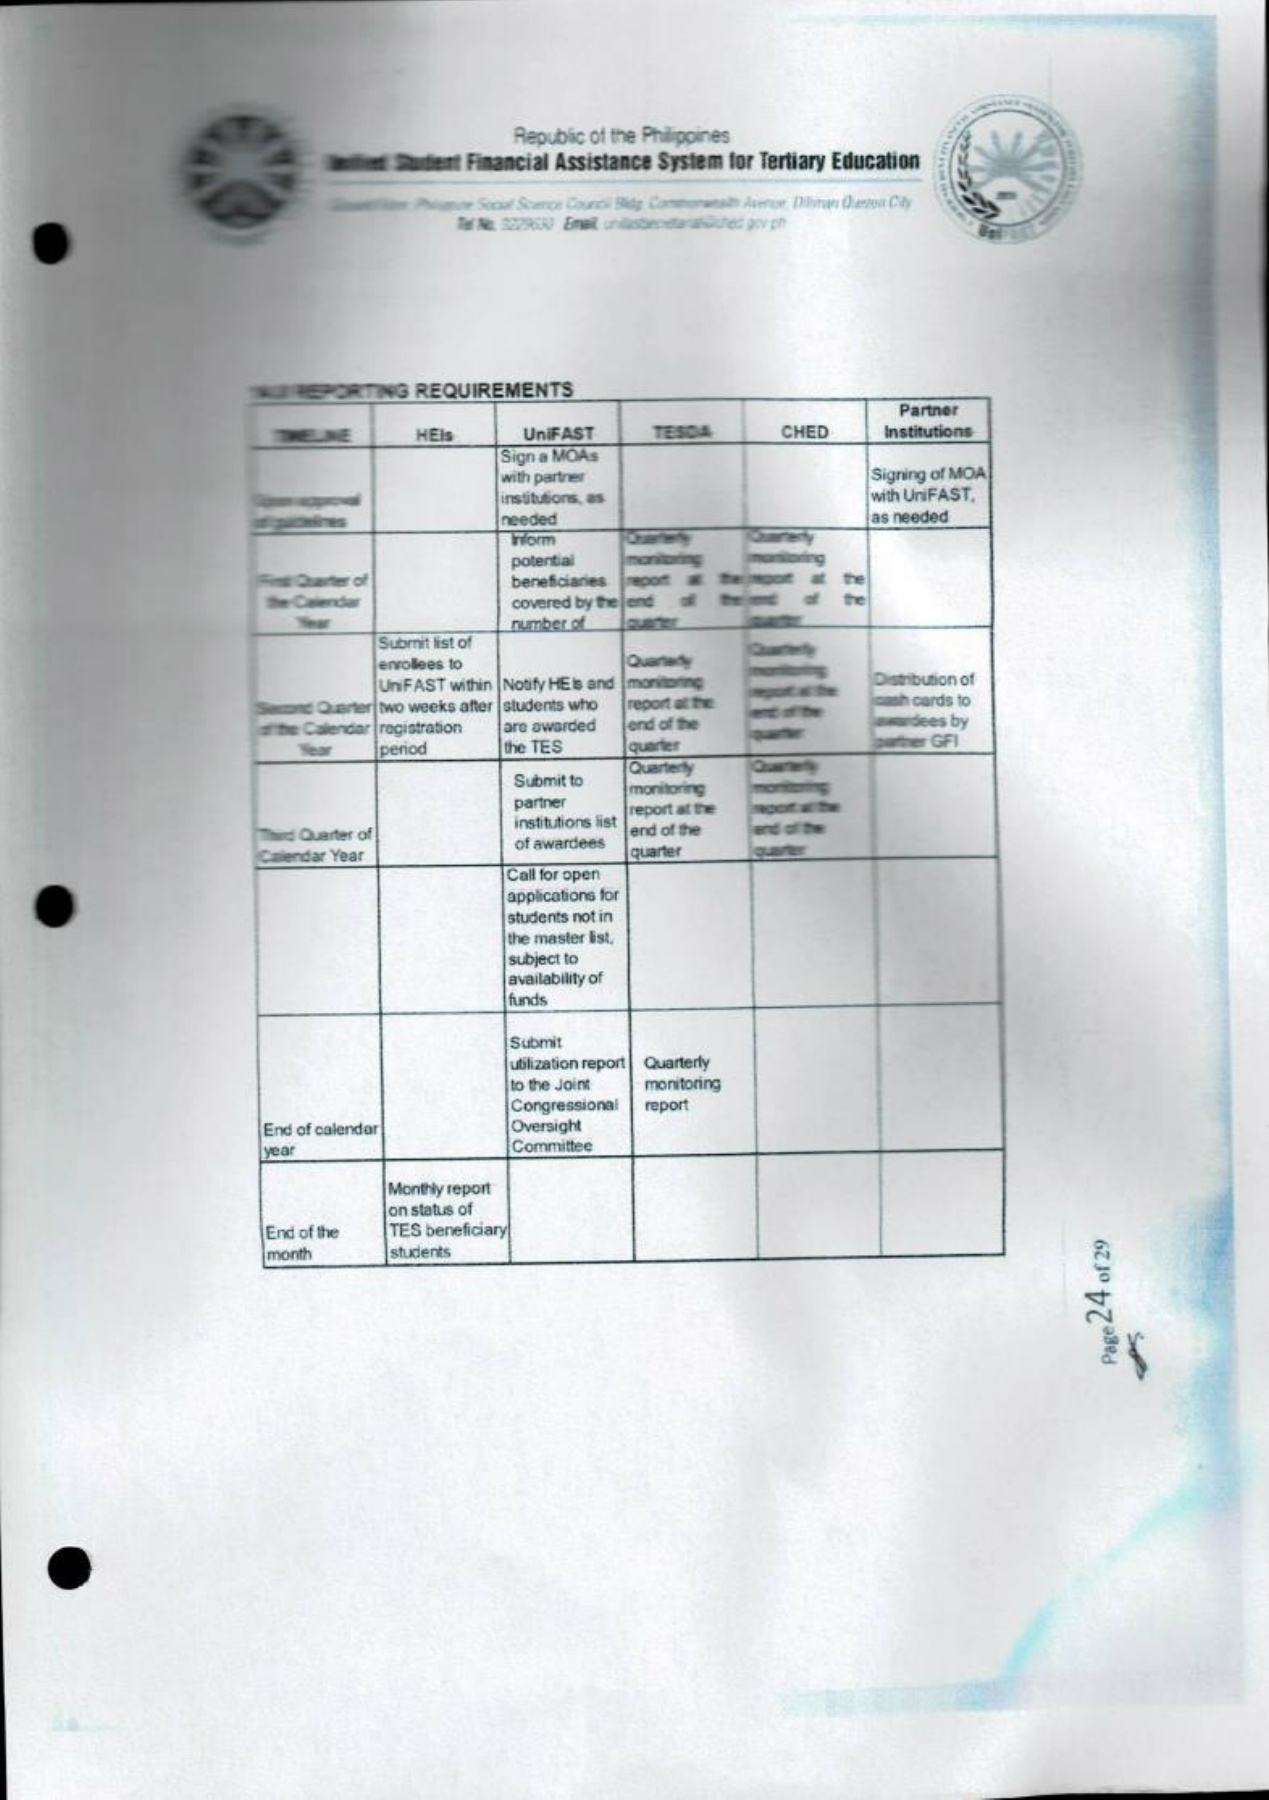 Republic of the Philippines
Unified Student Financial Assistance System for Tertiary Education
Philippine Social Science Council Bldg. Commonwealth Avenue, Diliman Quezon City
Tel No. Email
REPORTING REQUIREMENTS
TIMELINE HEIs UniFAST TESDA CHED Partner Institutions
Upon approval
of guidelines
Sign a MOAs
with partner
institutions, as
needed
Signing of MOA
with UniFAST,
as needed
First Quarter of
the Calendar
Year
Inform
potential
beneficiaries
covered by the
number of
Quarterly
monitoring
report at the
end of the
quarter
Quarterly
monitoring
report at the
end of the
quarter
Second Quarter
of the Calendar
Year
Submit list of
enrollees to
UniFAST within
two weeks after
registration
period
Notify HEIs and
students who
are awarded
the TES
Quarterly
monitoring
report at the
end of the
quarter
Quarterly
monitoring
report at the
end of the
quarter
Distribution of
cash cards to
awardees by
partner GFI
Third Quarter of
Calendar Year
Submit to
partner
institutions list
of awardees
Quarterly
monitoring
report at the
end of the
quarter
Quarterly
monitoring
report at the
end of the
quarter
Call for open
applications for
students not in
the master list,
subject to
availability of
funds
End of calendar
year
Submit
utilization report
to the Joint
Congressional
Oversight
Committee
Quarterly
monitoring
report
End of the
month
Monthly report
on status of
TES beneficiary
students
Page 24 of 29